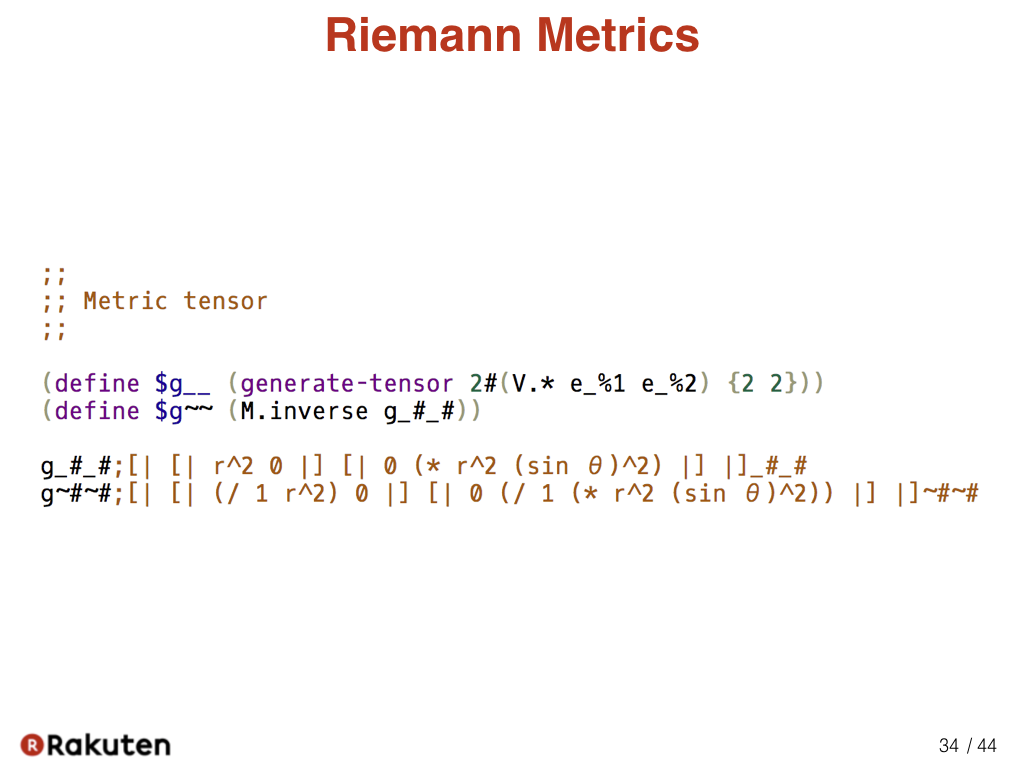 Riemann Metrics
;;
;; Metric tensor
;;
(define $g__ (generate-tensor 2#(V.* e_%1 e_%2) {2 2}))
(define $g~~ (M.inverse g_#_#))
g_#_#;[| [| r^2 0 |] [| 0 (* r^2 (sin θ)^2) |] |]_#_#
g~#~#;[| [| (/ 1 r^2) 0 |] [| 0 (/ 1 (* r^2 (sin θ)^2)) |] |]~#~#
R Rakuten
34 / 44